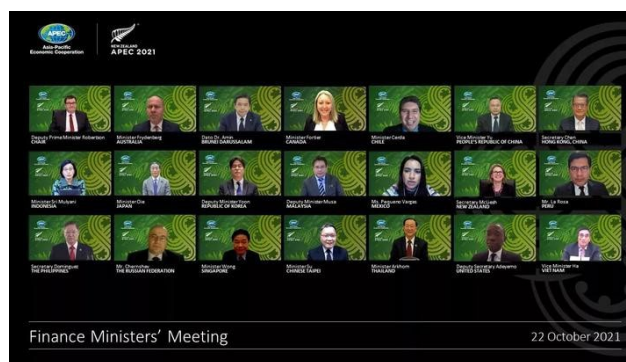 APEC
Asia-Pacific
Economic Cooperation
NEW ZEALAND
APEC 2021
Deputy Prime Minister Robertson
CHAIR
Minister Frydenberg
AUSTRALIA
Dato Dr. Amin
BRUNEI DARUSSALAM
Minister Fortier
CANADA
Minister Cerda
CHILE
Vice Minister Yu
PEOPLE'S REPUBLIC OF CHINA
Secretary Chan
HONG KONG, CHINA
Minister Sri Mulyani
INDONESIA
Minister Oie
JAPAN
Deputy Minister Yoon
REPUBLIC OF KOREA
Deputy Minister Musa
MALAYSIA
Ms. Peguero Vargas
MEXICO
Secretary McLiesh
NEW ZEALAND
Mr. La Rosa
PERU
Secretary Dominguez
THE PHILIPPINES
Mr. Chernishev
THE RUSSIAN FEDERATION
Minister Wong
SINGAPORE
Minister Su
CHINESE TAIPEI
Minister Arkhom
THAILAND
Deputy Secretary Adeyemo
UNITED STATES
Vice Minister Ha
VIET NAM
Finance Ministers' Meeting
22 October 2021